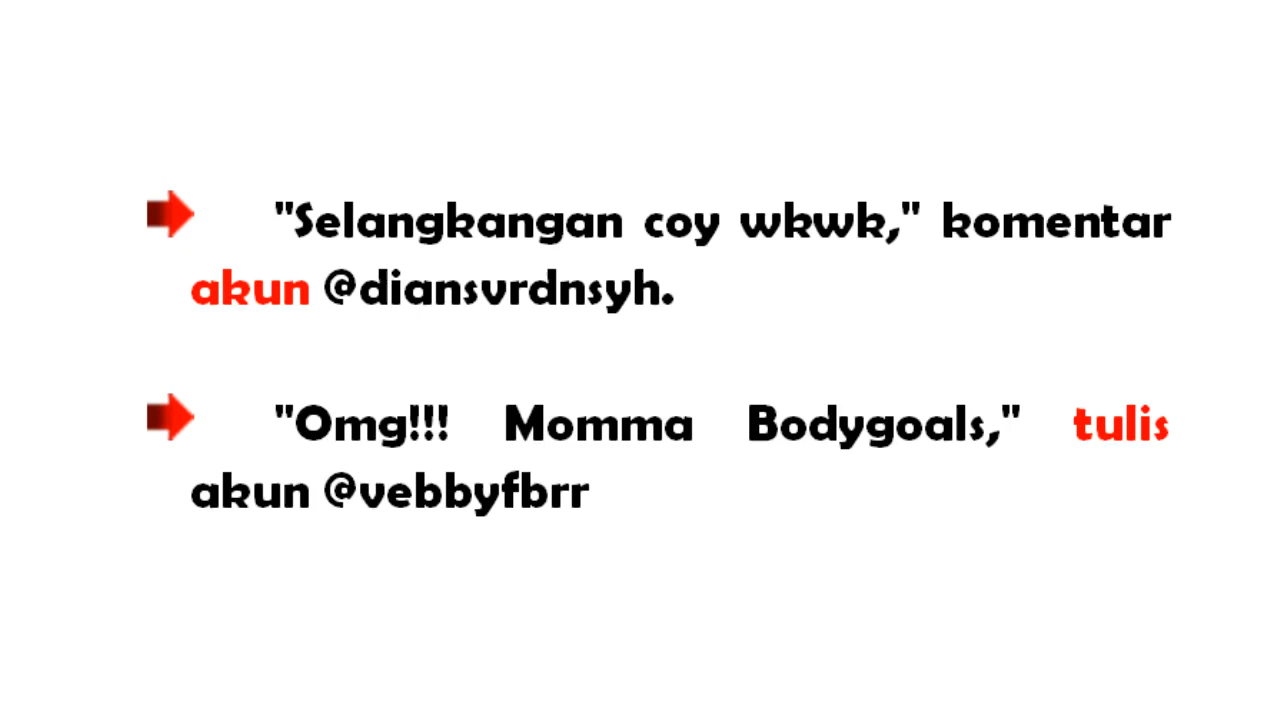 "Selangkangan coy wkwk," komentar
akun @diansvrdnsyh.
"Omg!!! Momma Bodygoals," tulis
akun @vebbyfbrr